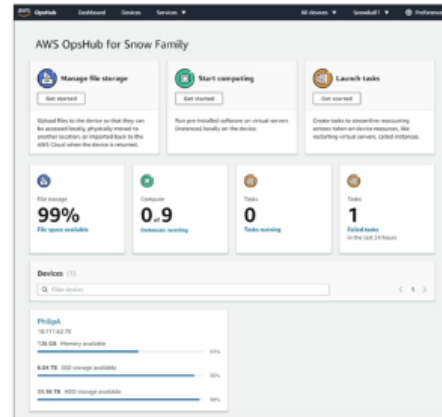 aws OpsHub Dashboard Devices Services ▼ All devices ▼ Snowball1 ▼ Preferences
AWS OpsHub for Snow Family
Manage file storage
Get started
Upload files to the device so that they can
be accessed locally, physically moved to
another location, or imported back to the
AWS Cloud when the device is returned.
Start computing
Get started
Run pre-installed software on virtual servers
(instances) locally on the device.
Launch tasks
Get started
Create tasks to streamline reoccurring
actions taken on device resources, like
restarting virtual servers, called instances.
File storage
99%
File space available
Compute
0 of 9
Instances running
Tasks
0
Tasks running
Tasks
1
Failed tasks
in the last 24 hours
Devices (1)
Filter device
< 1 >
PhilipA
126 GB Memory available
6.04 TB SSD storage available
HDD storage available